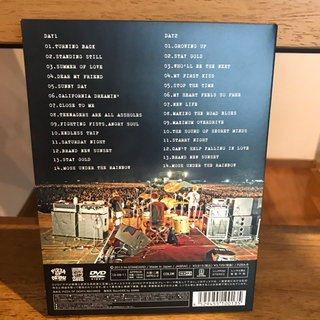 DAY1
01.TURNING BACK
02.STANDING STILL
03.SUMMER OF LOVE
04.DEAR MY FRIEND
05.SUNNY DAY
06.CALIFORNIA DREAMIN'
07.CLOSE TO ME
08.TEENAGERS ARE ALL ASSHOLES
09.FIGHTING FISTS,ANGRY SOUL
10.ENDLESS TRIP
11.SATURDAY NIGHT
12.BRAND NEW SUNSET
13.STAY GOLD
14.MOSH UNDER THE RAINBOW
DAY2
01.GROWING UP
02.STAY GOLD
03.WHO'LL BE THE NEXT
04.MY FIRST KISS
05.STOP THE TIME
06.MY HEART FEELS SO FREE
07.NEW LIFE
08.MAKING THE ROAD BLUES
09.MAXIMUM OVERDRIVE
10.THE SOUND OF SECRET MINDS
11.STARRY NIGHT
12.CAN'T HELP FALLING IN LOVE
13.BRAND NEW SUNSET
14.MOSH UNDER THE RAINBOW
DVD
COLOR